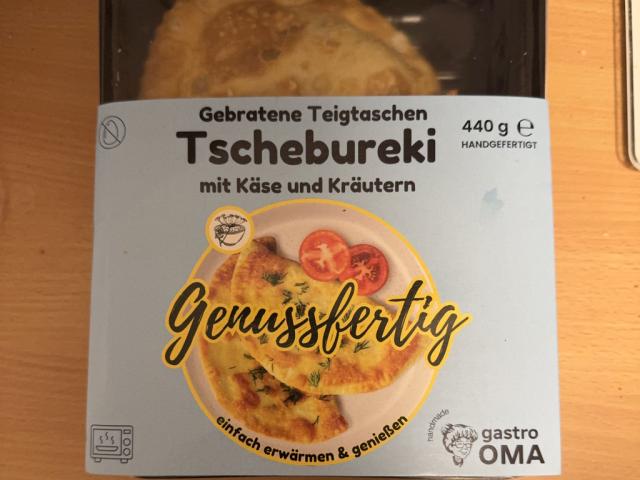 Gebratene Teigtaschen
Tschebureki
mit Käse und Kräutern
440 g ℮
HANDGEFERTIGT
Genussfertig
einfach erwärmen & genießen
handmade
gastro
OMA